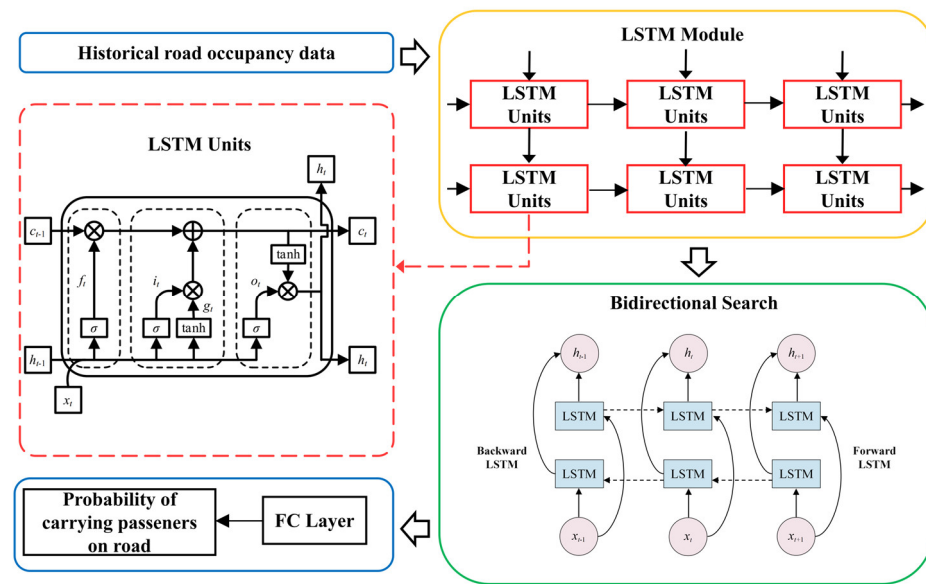 Historical road occupancy data
LSTM Module
LSTM
Units
LSTM
Units
LSTM
Units
LSTM
Units
LSTM
Units
LSTM
Units
LSTM Units
h_t
c_{t-1}
c_t
tanh
f_t
i_t
o_t
g_t
σ
σ
tanh
σ
h_{t-1}
h_t
x_t
Bidirectional Search
h_{t-1}
h_t
h_{t+1}
LSTM
LSTM
LSTM
Backward
LSTM
Forward
LSTM
LSTM
LSTM
LSTM
x_{t-1}
x_t
x_{t+1}
Probability of
carrying passeners
on road
FC Layer